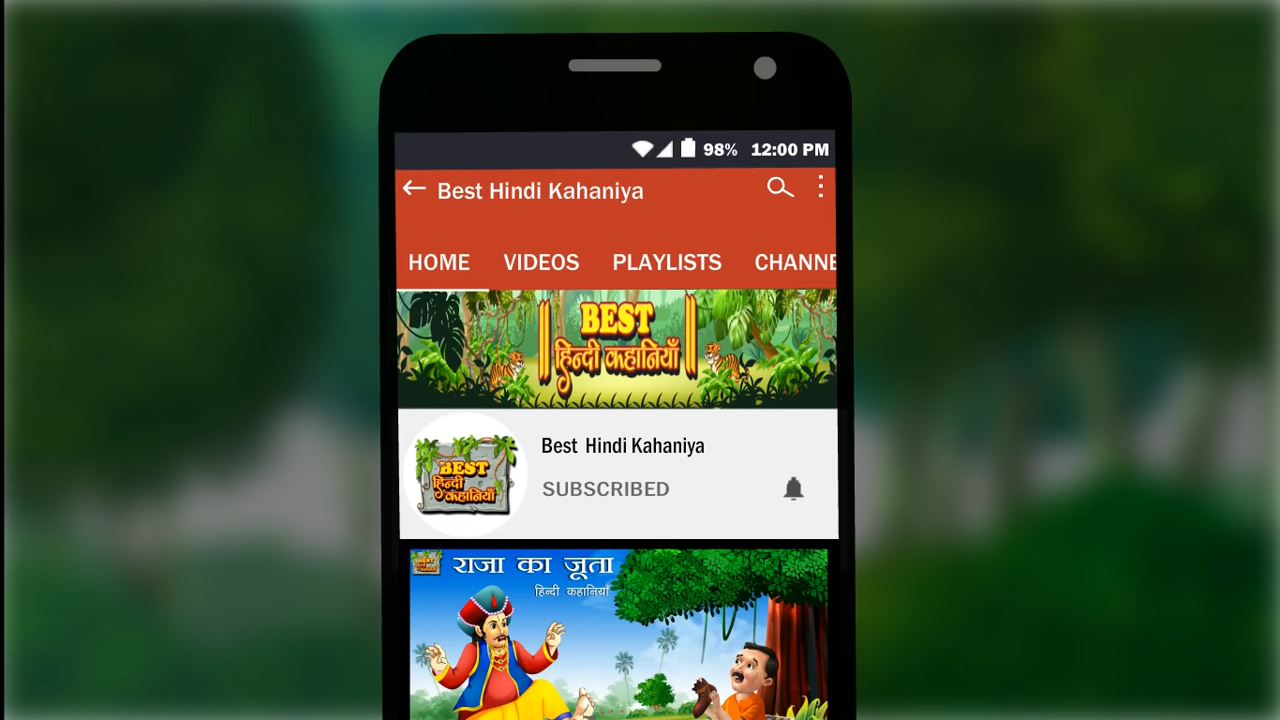 98% 12:00 PM
Best Hindi Kahaniya
HOME VIDEOS PLAYLISTS CHANNE
BEST
हिन्दी कहानियाँ
Best Hindi Kahaniya
SUBSCRIBED
BEST
हिन्दी
कहानियाँ
राजा का जूता
हिन्दी कहानियाँ